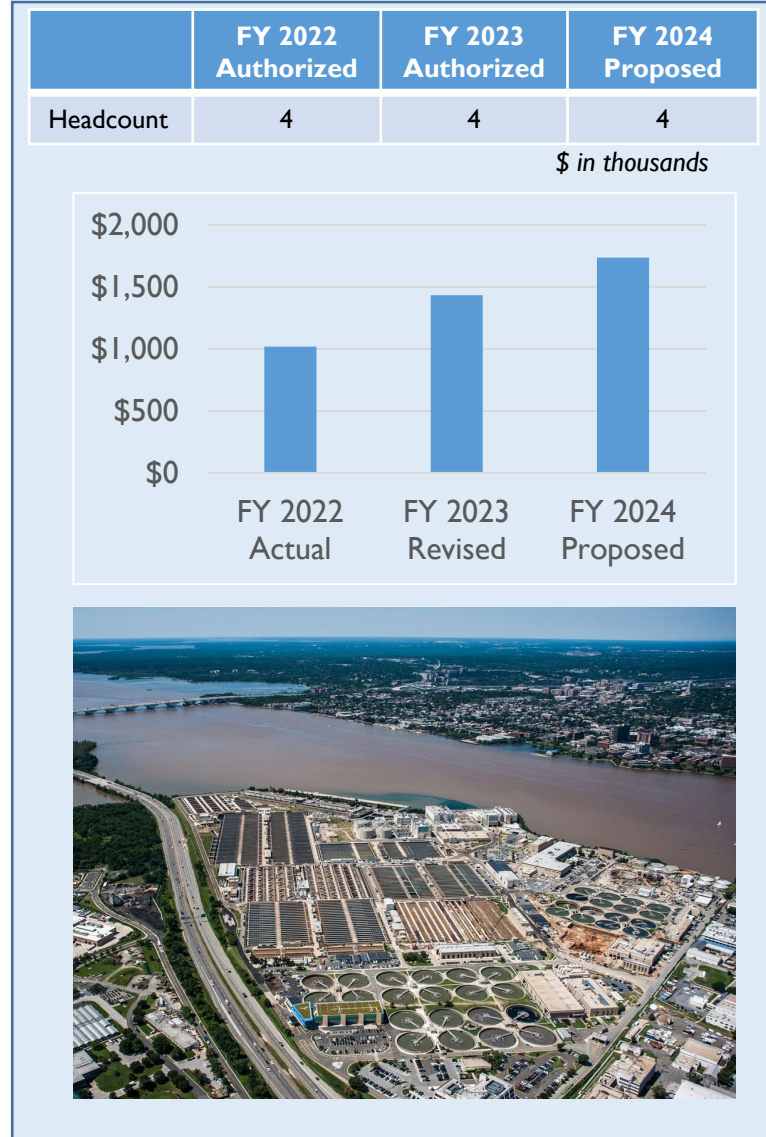 FY 2022 FY 2023 FY 2024
Authorized Authorized Proposed
Headcount 4 4 4
$ in thousands
$2,000
$1,500
$1,000
$500
$0
FY 2022 FY 2023 FY 2024
Actual Revised Proposed